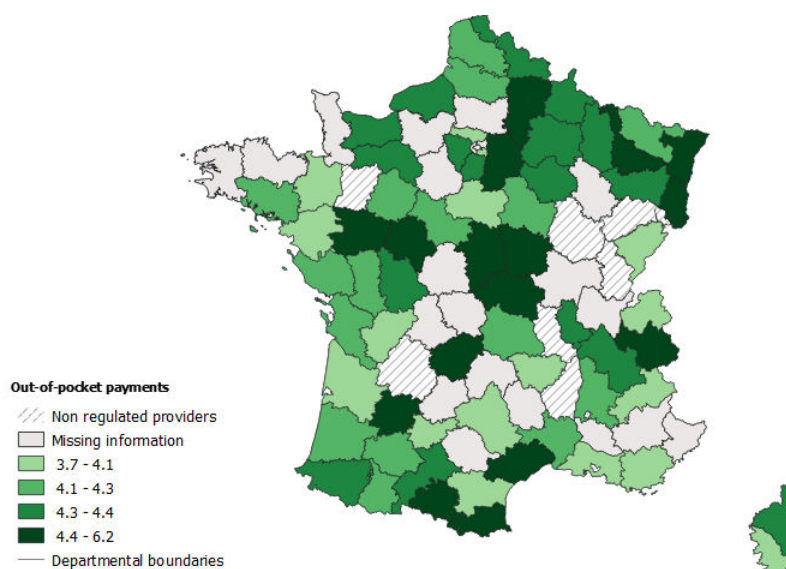 Out-of-pocket payments
Non regulated providers
Missing information
3.7 - 4.1
4.1 - 4.3
4.3 - 4.4
4.4 - 6.2
Departmental boundaries